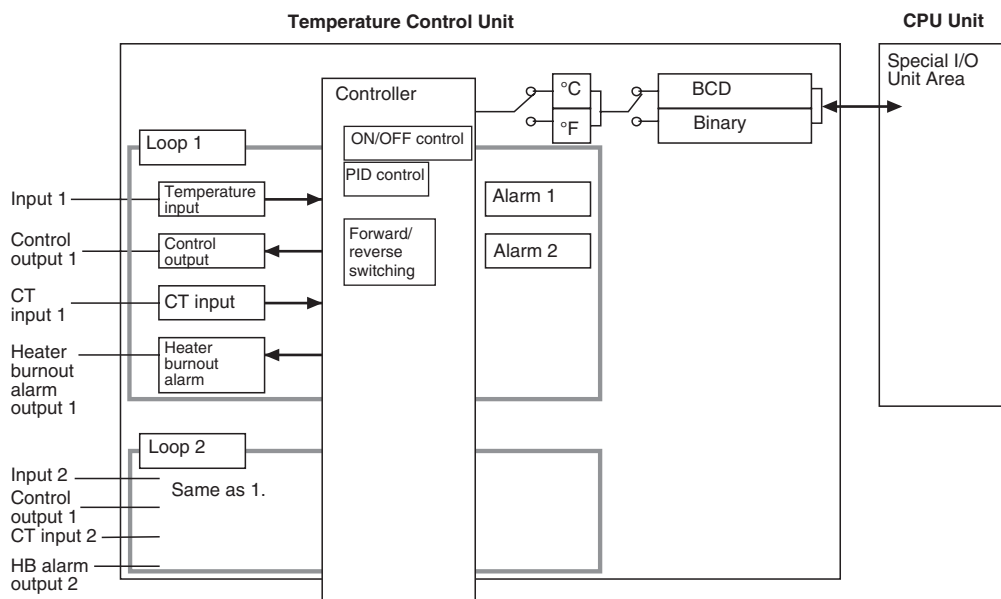 Temperature Control Unit
CPU Unit
Special I/O
Unit Area
Controller
°C
°F
BCD
Binary
ON/OFF control
PID control
Forward/
reverse
switching
Loop 1
Input 1
Temperature
input
Alarm 1
Control
output 1
Control
output
Alarm 2
CT
input 1
CT input
Heater
burnout
alarm
output 1
Heater
burnout
alarm
Loop 2
Same as 1.
Input 2
Control
output 1
CT input 2
HB alarm
output 2